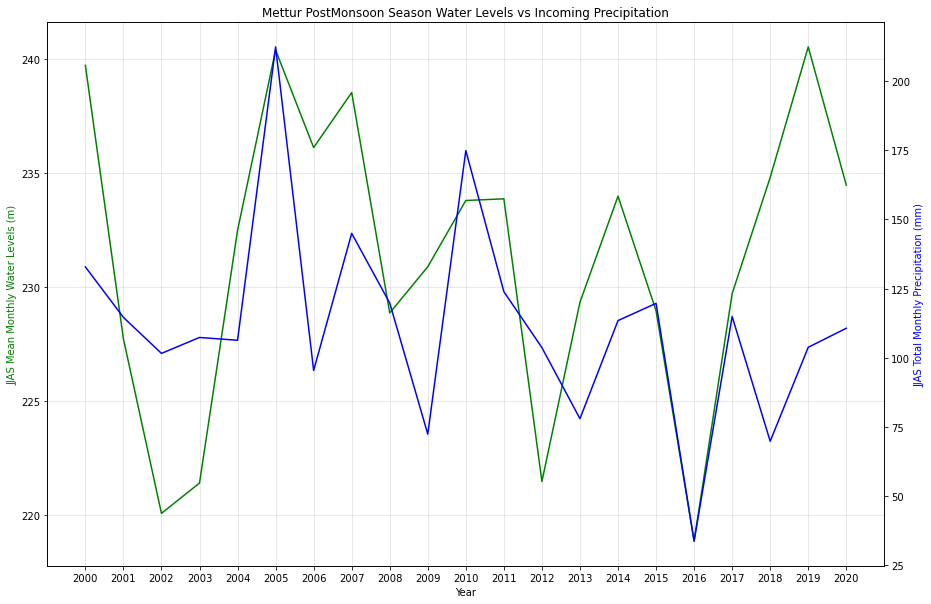 Mettur PostMonsoon Season Water Levels vs Incoming Precipitation
JJAS Mean Monthly Water Levels (m)
240
235
230
225
220
200
175
150
125
100
75
50
25
JJAS Total Monthly Precipitation (mm)
2000 2001 2002 2003 2004 2005 2006 2007 2008 2009 2010 2011 2012 2013 2014 2015 2016 2017 2018 2019 2020
Year